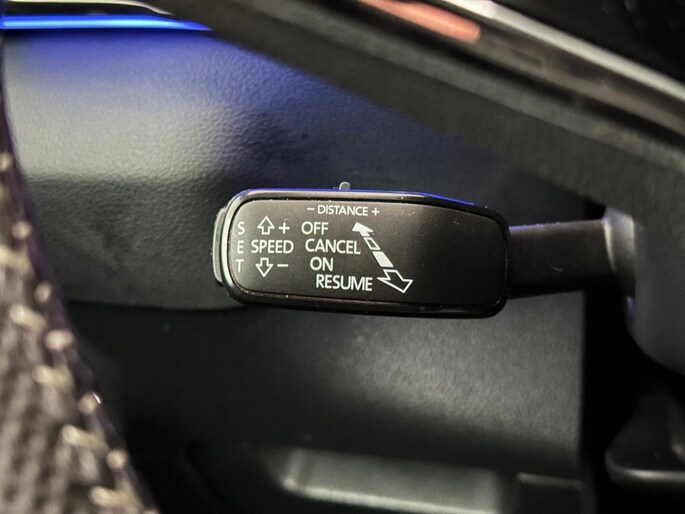 − DISTANCE +
S + OFF
E SPEED CANCEL
T − ON
RESUME